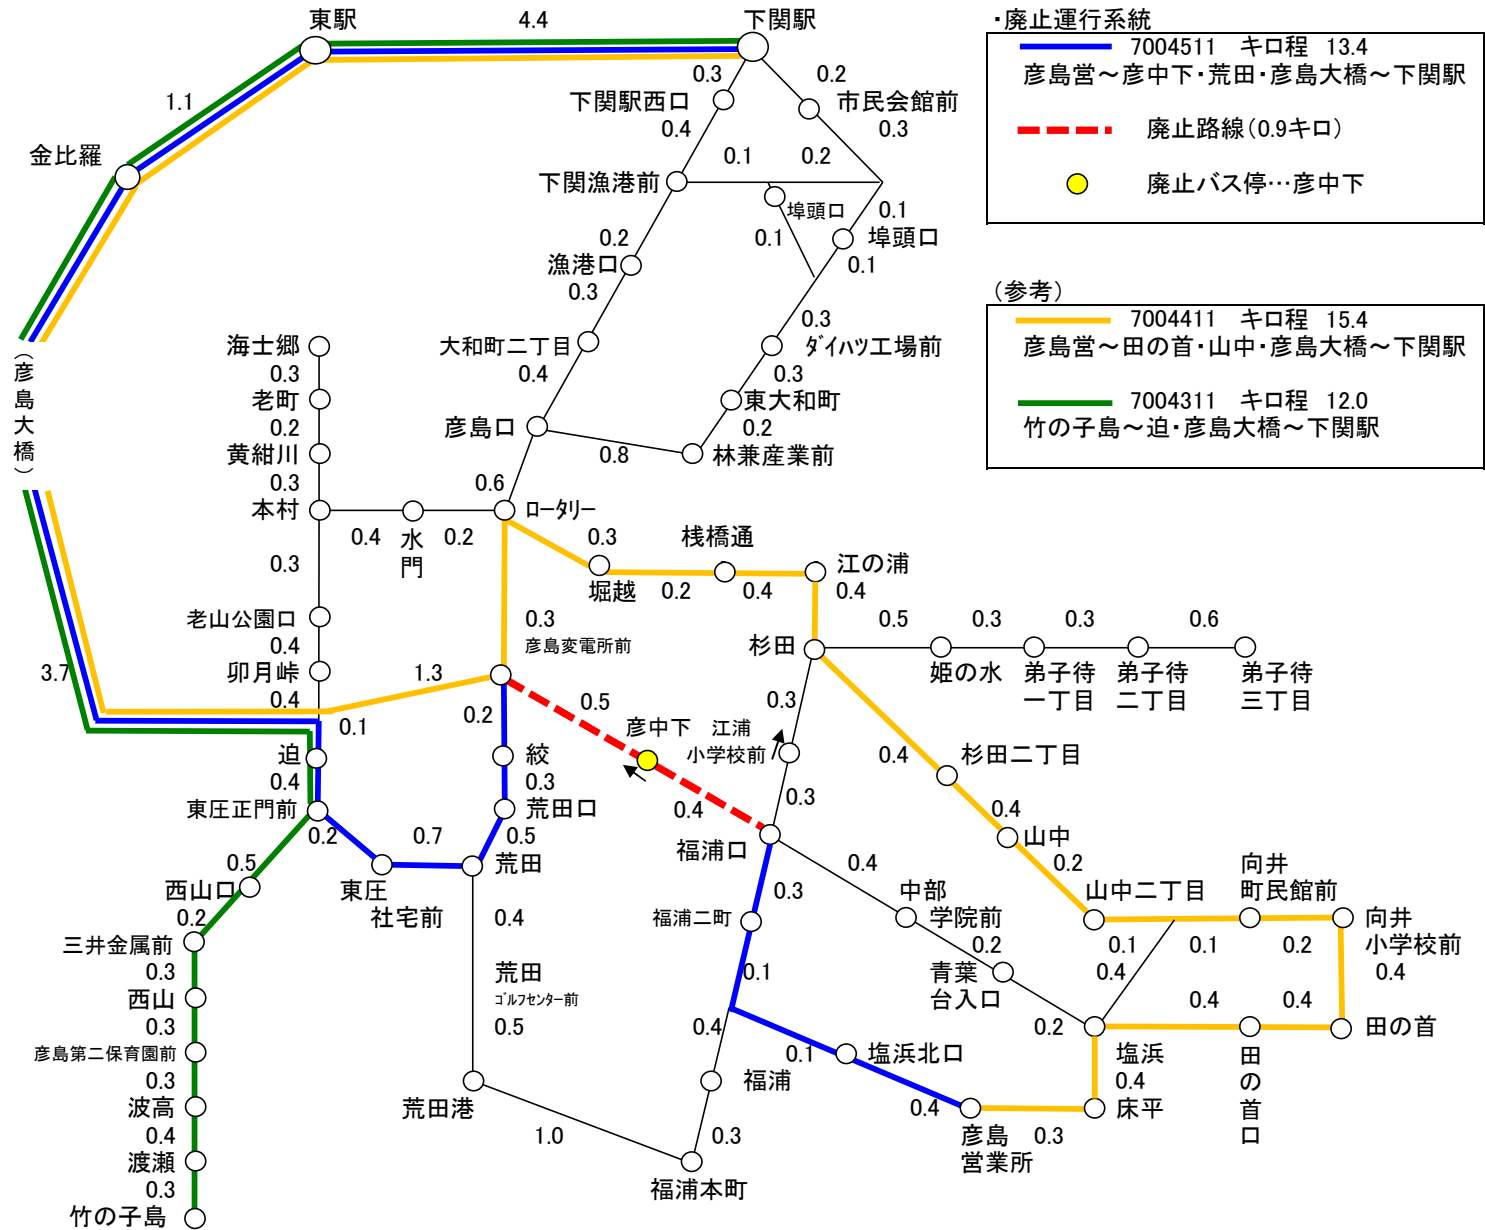 東駅
4.4
下関駅
・廃止運行系統
7004511 キロ程 13.4
彦島営～彦中下・荒田・彦島大橋～下関駅
廃止路線(0.9キロ)
廃止バス停…彦中下
(参考)
7004411 キロ程 15.4
彦島営～田の首・山中・彦島大橋～下関駅
7004311 キロ程 12.0
竹の子島～迫・彦島大橋～下関駅
1.1
金比羅
(彦島大橋)
3.7
0.3
下関駅西口
0.4
0.2
市民会館前
0.3
0.1
0.2
下関漁港前
埠頭口
0.1
0.1
埠頭口
0.1
0.2
漁港口
0.3
0.3
大和町二丁目
ダイハツ工場前
0.4
0.3
東大和町
彦島口
0.2
0.8
林兼産業前
0.6
海士郷
0.3
老町
0.2
黄紺川
0.3
本村
0.4
水門
0.2
ロータリー
0.3
老山公園口
0.4
卯月峠
0.4
0.1
1.3
0.3
堀越
0.2
桟橋通
0.4
江の浦
0.4
0.3
彦島変電所前
杉田
0.5
姫の水
0.3
弟子待
一丁目
0.3
弟子待
二丁目
0.6
弟子待
三丁目
迫
0.4
東圧正門前
0.2
0.7
東圧
社宅前
荒田
0.5
荒田口
0.3
絞
0.2
0.5
彦中下
0.4
江浦
小学校前
0.3
0.3
福浦口
0.4
杉田二丁目
0.4
山中
0.2
山中二丁目
0.1
0.1
向井
町民館前
0.2
向井
小学校前
0.4
0.5
西山口
0.2
三井金属前
0.3
西山
0.3
彦島第二保育園前
0.3
波高
0.4
渡瀬
0.3
竹の子島
0.4
荒田
ゴルフセンター前
0.5
荒田港
1.0
福浦本町
0.3
福浦
0.4
0.3
福浦二町
0.1
0.1
塩浜北口
0.4
彦島
営業所
0.3
床平
0.4
塩浜
0.4
中部
学院前
0.2
青葉
台入口
0.2
0.4
0.4
田の首口
0.4
田の首